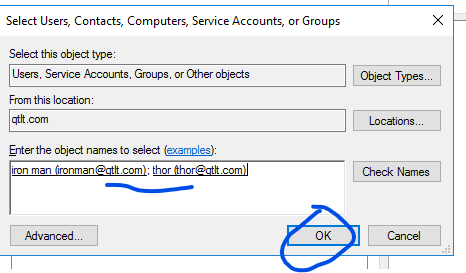 Select Users, Contacts, Computers, Service Accounts, or Groups
Select this object type:
Users, Service Accounts, Groups, or Other objects
Object Types...
From this location:
qtlt.com
Locations...
Enter the object names to select (examples):
iron man (ironman@qtlt.com); thor (thor@qtlt.com)
Check Names
Advanced...
OK
Cancel